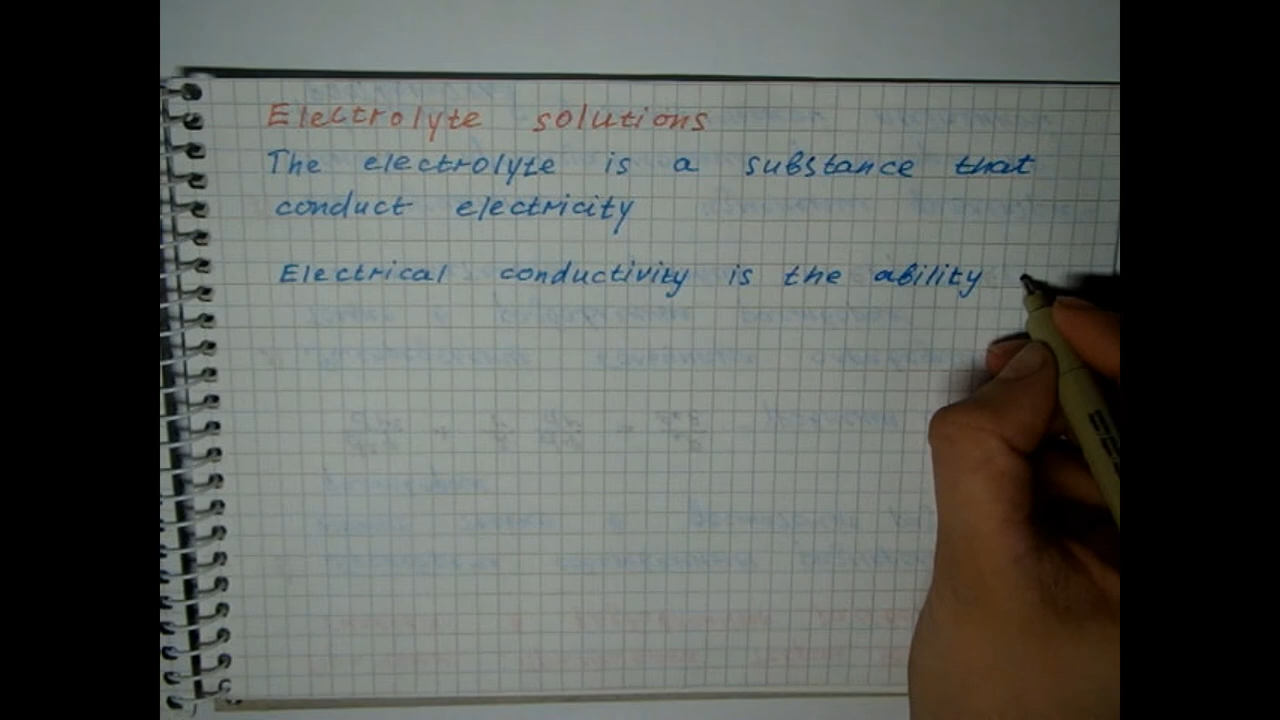 Electrolyte solutions
The electrolyte is a substance that
conduct electricity
Electrical conductivity is the ability